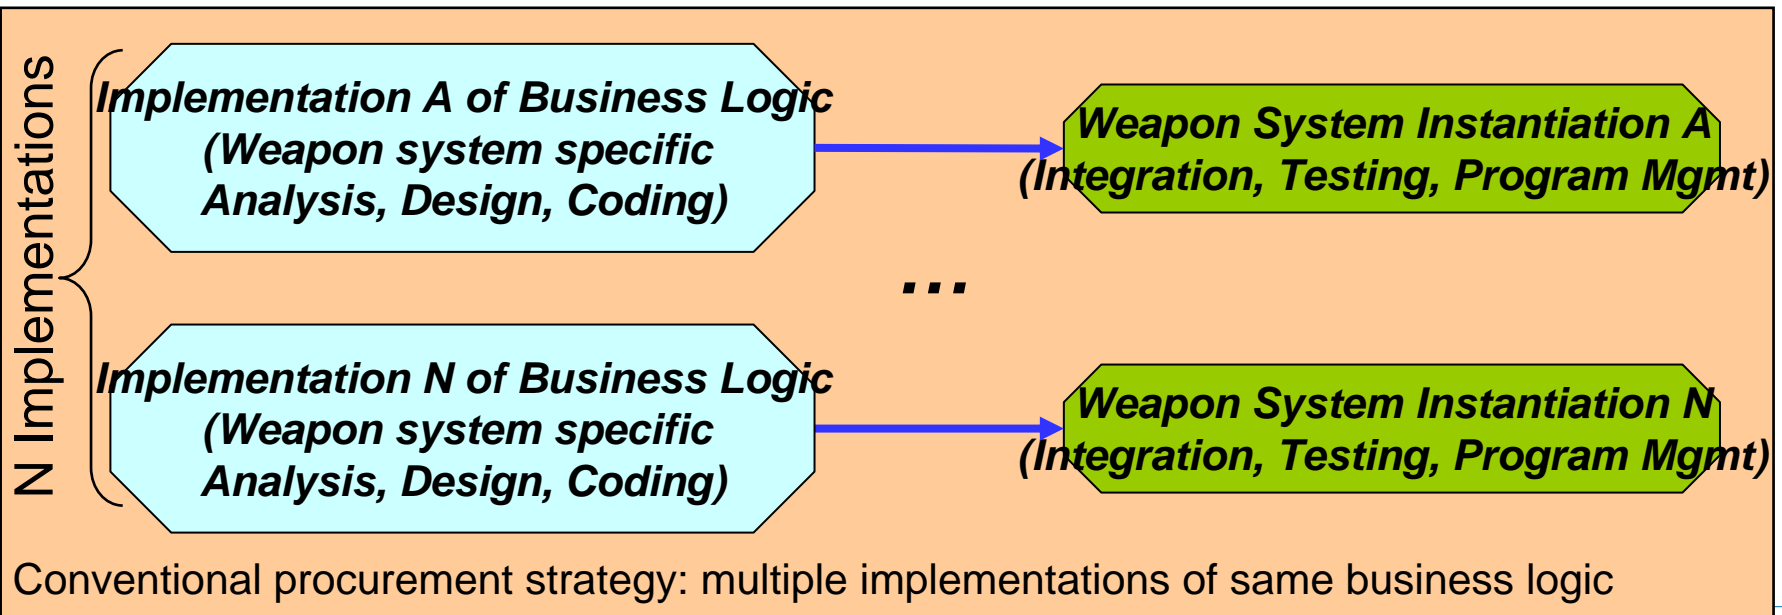 N Implementations
Implementation A of Business Logic
(Weapon system specific
Analysis, Design, Coding)
Weapon System Instantiation A
(Integration, Testing, Program Mgmt)
...
Implementation N of Business Logic
(Weapon system specific
Analysis, Design, Coding)
Weapon System Instantiation N
(Integration, Testing, Program Mgmt)
Conventional procurement strategy: multiple implementations of same business logic